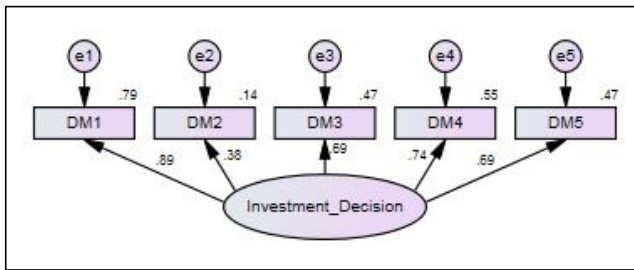 e1 e2 e3 e4 e5
.79 .14 .47 .55 .47
DM1 DM2 DM3 DM4 DM5
.89 .38 .69 .74 .69
Investment_Decision